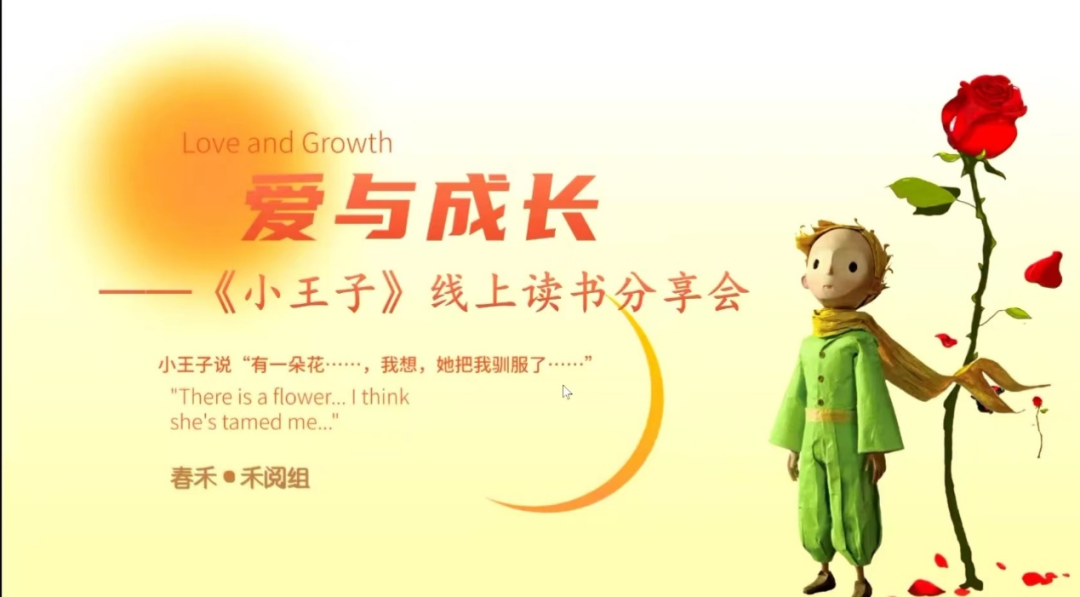 Love and Growth
爱与成长
——《小王子》线上读书分享会
小王子说“有一朵花……，我想，她把我驯服了……”
"There is a flower... I think
she's tamed me..."
春禾•禾阅组